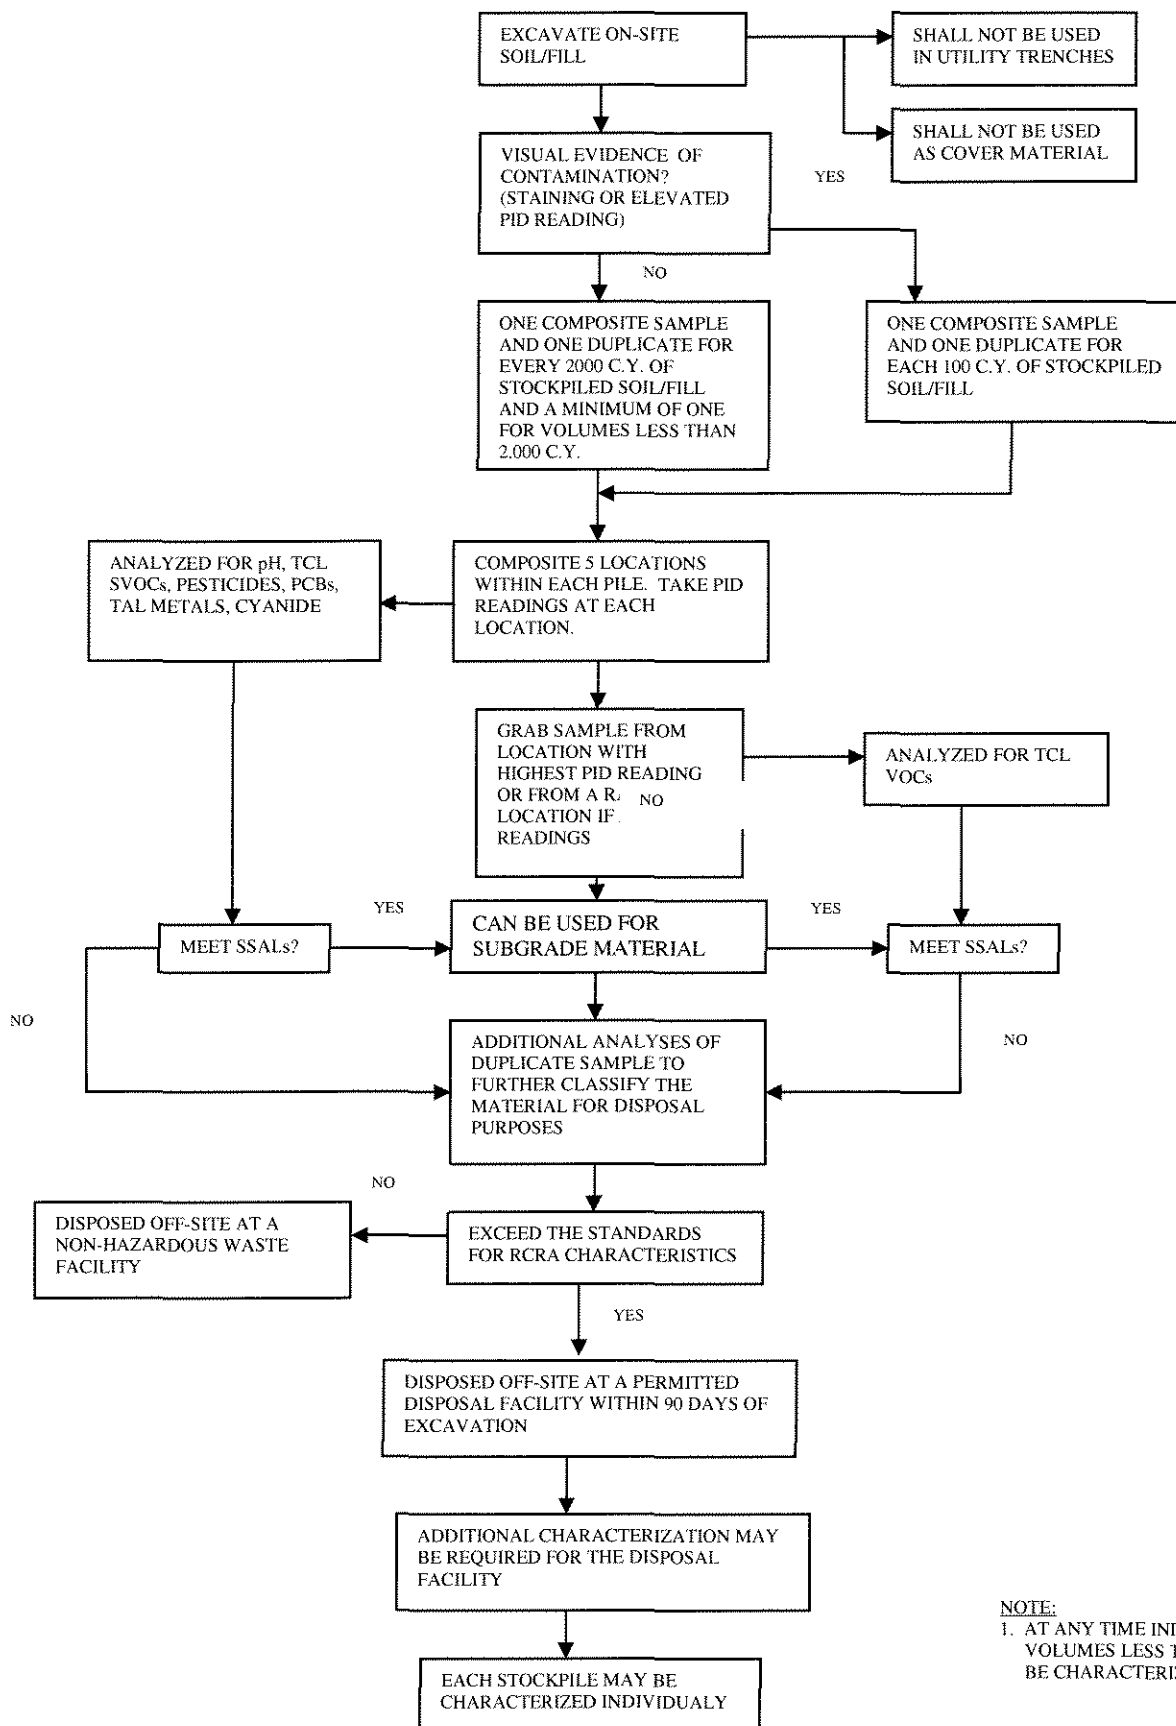 EXCAVATE ON-SITE
SOIL/FILL
SHALL NOT BE USED
IN UTILITY TRENCHES
SHALL NOT BE USED
AS COVER MATERIAL
VISUAL EVIDENCE OF
CONTAMINATION?
(STAINING OR ELEVATED
PID READING)
YES
NO
ONE COMPOSITE SAMPLE
AND ONE DUPLICATE FOR
EVERY 2000 C.Y. OF
STOCKPILED SOIL/FILL
AND A MINIMUM OF ONE
FOR VOLUMES LESS THAN
2.000 C.Y.
ONE COMPOSITE SAMPLE
AND ONE DUPLICATE FOR
EACH 100 C.Y. OF STOCKPILED
SOIL/FILL
ANALYZED FOR pH, TCL
SVOCs, PESTICIDES, PCBs,
TAL METALS, CYANIDE
COMPOSITE 5 LOCATIONS
WITHIN EACH PILE. TAKE PID
READINGS AT EACH
LOCATION.
GRAB SAMPLE FROM
LOCATION WITH
HIGHEST PID READING
OR FROM A
NO
LOCATION IF
READINGS
ANALYZED FOR TCL
VOCs
YES
CAN BE USED FOR
SUBGRADE MATERIAL
YES
MEET SSALs?
MEET SSALs?
NO
NO
ADDITIONAL ANALYSES OF
DUPLICATE SAMPLE TO
FURTHER CLASSIFY THE
MATERIAL FOR DISPOSAL
PURPOSES
NO
DISPOSED OFF-SITE AT A
NON-HAZARDOUS WASTE
FACILITY
EXCEED THE STANDARDS
FOR RCRA CHARACTERISTICS
YES
DISPOSED OFF-SITE AT A PERMITTED
DISPOSAL FACILITY WITHIN 90 DAYS OF
EXCAVATION
ADDITIONAL CHARACTERIZATION MAY
BE REQUIRED FOR THE DISPOSAL
FACILITY
EACH STOCKPILE MAY BE
CHARACTERIZED INDIVIDUALY
NOTE:
1. AT ANY TIME
VOLUMES LESS
BE